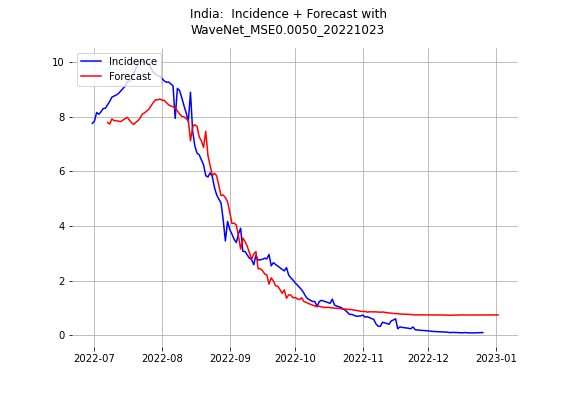 India:  Incidence + Forecast with
WaveNet_MSE0.0050_20221023
Incidence
Forecast
10
8
6
4
2
0
2022-07 2022-08 2022-09 2022-10 2022-11 2022-12 2023-01